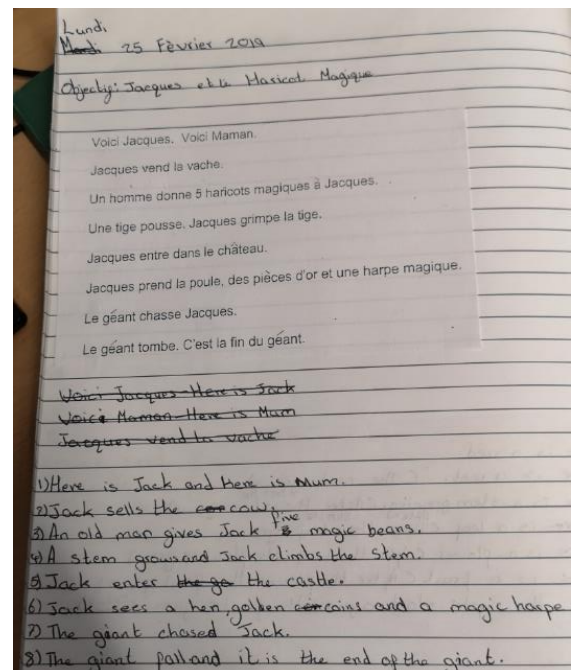 Lundi
Mardi 25 Février 2019
Objectif: Jacques et le Haricot Magique
Voici Jacques. Voici Maman.
Jacques vend la vache.
Un homme donne 5 haricots magiques à Jacques.
Une tige pousse. Jacques grimpe la tige.
Jacques entre dans le château.
Jacques prend la poule, des pièces d'or et une harpe magique.
Le géant chasse Jacques.
Le géant tombe. C'est la fin du géant.
Voici Jacques Here is Jack
Voice Maman Here is Mum
Jacques vend la vache
1) Here is Jack and Here is Mum.
2) Jack sells the cow.
3) An old man gives Jack five magic beans.
4) A stem grows and Jack climbs the stem.
5) Jack enter the go the castle.
6) Jack sees a hen, golden coins and a magic harpe
7) The giant chased Jack.
8) The giant fall and it is the end of the giant.